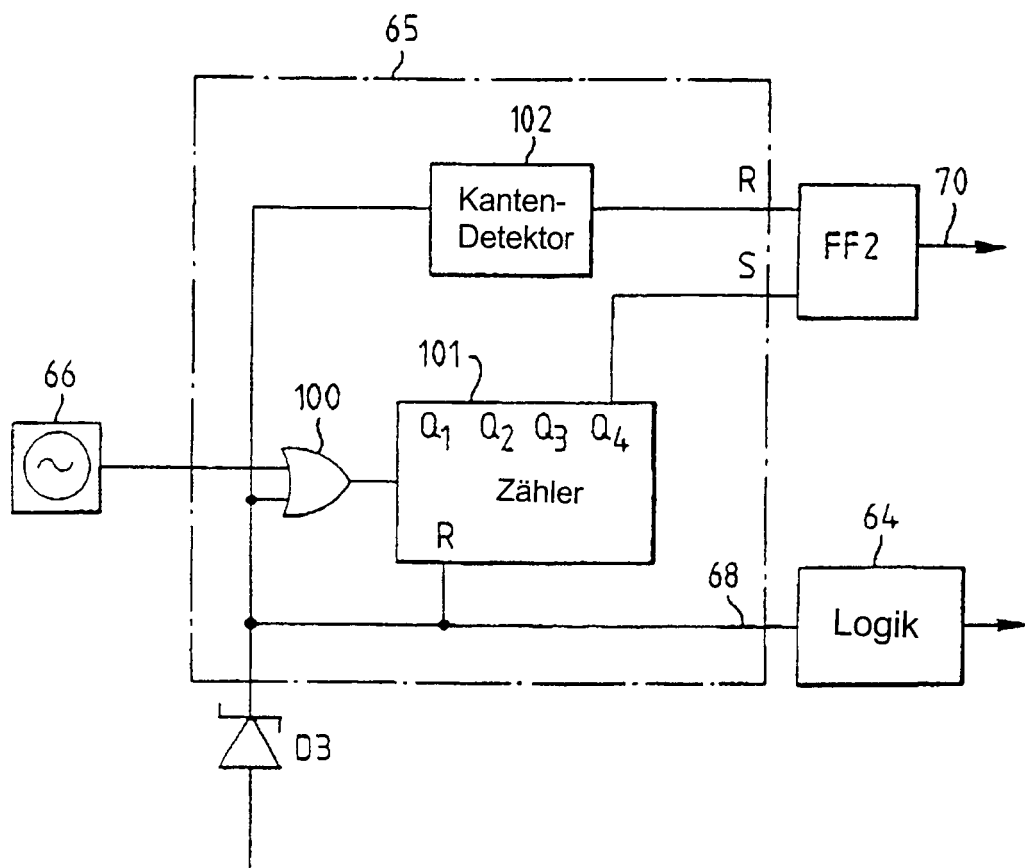 65
102
Kanten-
Detektor
R
S
70
FF2
66
100
101
Q1 Q2 Q3 Q4
Zähler
R
64
68
Logik
D3